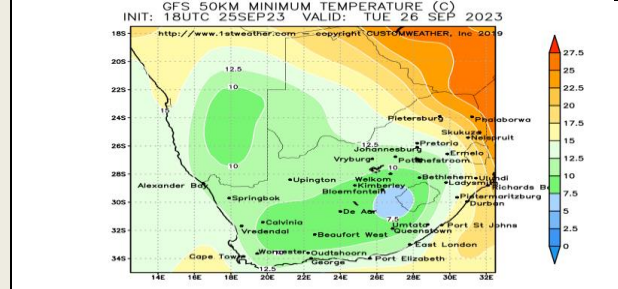 GFS 50KM MINIMUM TEMPERATURE (C)
INIT: 18UTC 25SEP23 VALID: TUE 26 SEP 2023
18S http://www.1stweather.com – copyright CUSTOMWEATHER, Inc 2019
27.5
20S
12.5
25
22S
10
22.5
15
20
24S
Pietersburg Phalaborwa
17.5
Skukuza
Nelspruit
26S
12.5 Pretoria
15
Johannesburg
Ermelo
10
Vryburg Potchefstroom
12.5
28S
10
Upington Welkom Bethlehem Ulundi
10
Alexander Bay Kimberley Ladysmith
Richards B
Bloemfontein
7.5
30S
Springbok Pietermaritzburg
Durban
De Aar
5
7.5
Calvinia Umtata Port St Johns
2.5
32S
Vredendal Beaufort West Queenstown
East London
0
34S
Cape Town Worcester Oudtshoorn
George Port Elizabeth
12.5
14E 16E 18E 20E 22E 24E 26E 28E 30E 32E